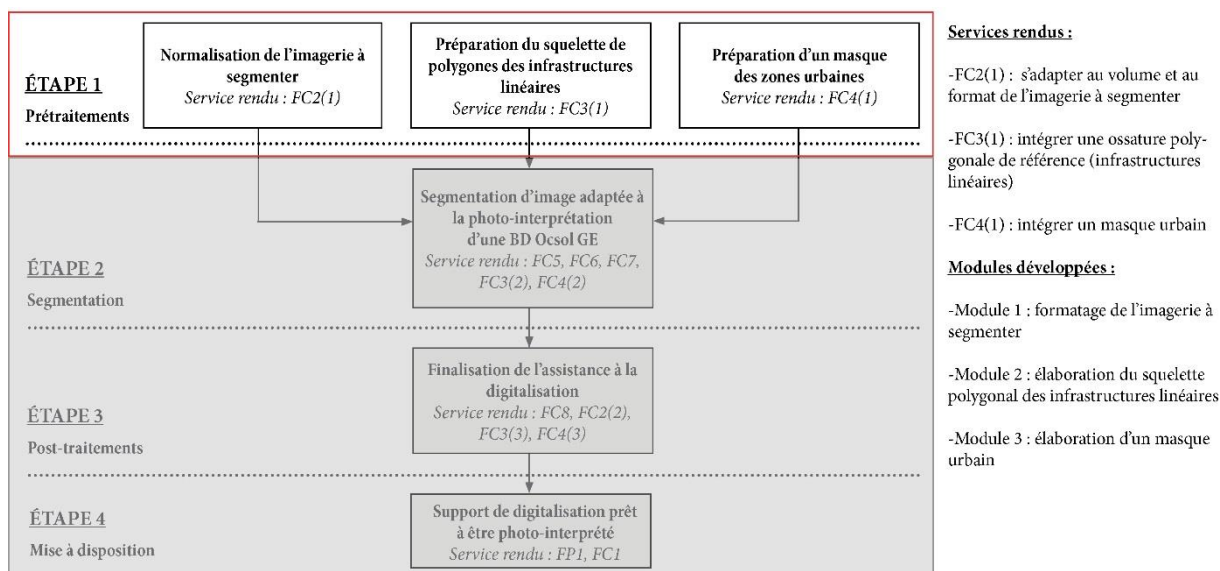 ÉTAPE 1
Prétraitements
Normalisation de l'imagerie à
segmenter
Service rendu : FC2(1)
Préparation du squelette de
polygones des infrastructures
linéaires
Service rendu : FC3(1)
Préparation d'un masque
des zones urbaines
Service rendu : FC4(1)
ÉTAPE 2
Segmentation
Segmentation d'image adaptée à
la photo-interprétation
d'une BD Ocsol GE
Service rendu : FC5, FC6, FC7,
FC3(2), FC4(2)
ÉTAPE 3
Post-traitements
Finalisation de l'assistance à la
digitalisation
Service rendu : FC8, FC2(2),
FC3(3), FC4(3)
ÉTAPE 4
Mise à disposition
Support de digitalisation prêt
à être photo-interprété
Service rendu : FP1, FC1
Services rendus :
-FC2(1) : s'adapter au volume et au
format de l'imagerie à segmenter
-FC3(1) : intégrer une ossature poly-
gonale de référence (infrastructures
linéaires)
-FC4(1) : intégrer un masque urbain
Modules développées :
-Module 1 : formatage de l'imagerie à
segmenter
-Module 2 : élaboration du squelette
polygonal des infrastructures linéaires
-Module 3 : élaboration d'un masque
urbain